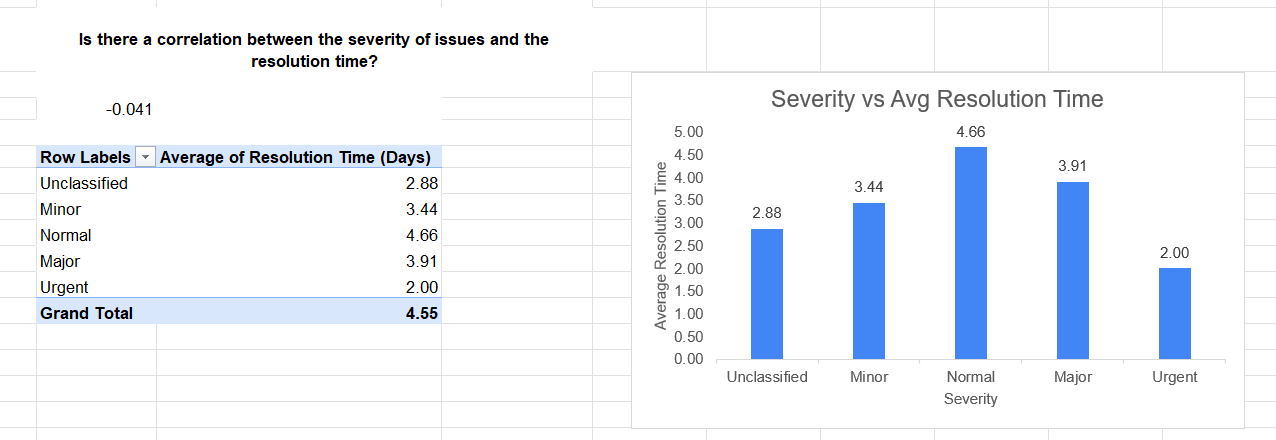 Is there a correlation between the severity of issues and the
resolution time?
-0.041
Row Labels Average of Resolution Time (Days)
Unclassified 2.88
Minor 3.44
Normal 4.66
Major 3.91
Urgent 2.00
Grand Total 4.55
Severity vs Avg Resolution Time
Average Resolution Time
5.00
4.50
4.00
3.50
3.00
2.50
2.00
1.50
1.00
0.50
0.00
2.88
3.44
4.66
3.91
2.00
Unclassified Minor Normal Major Urgent
Severity